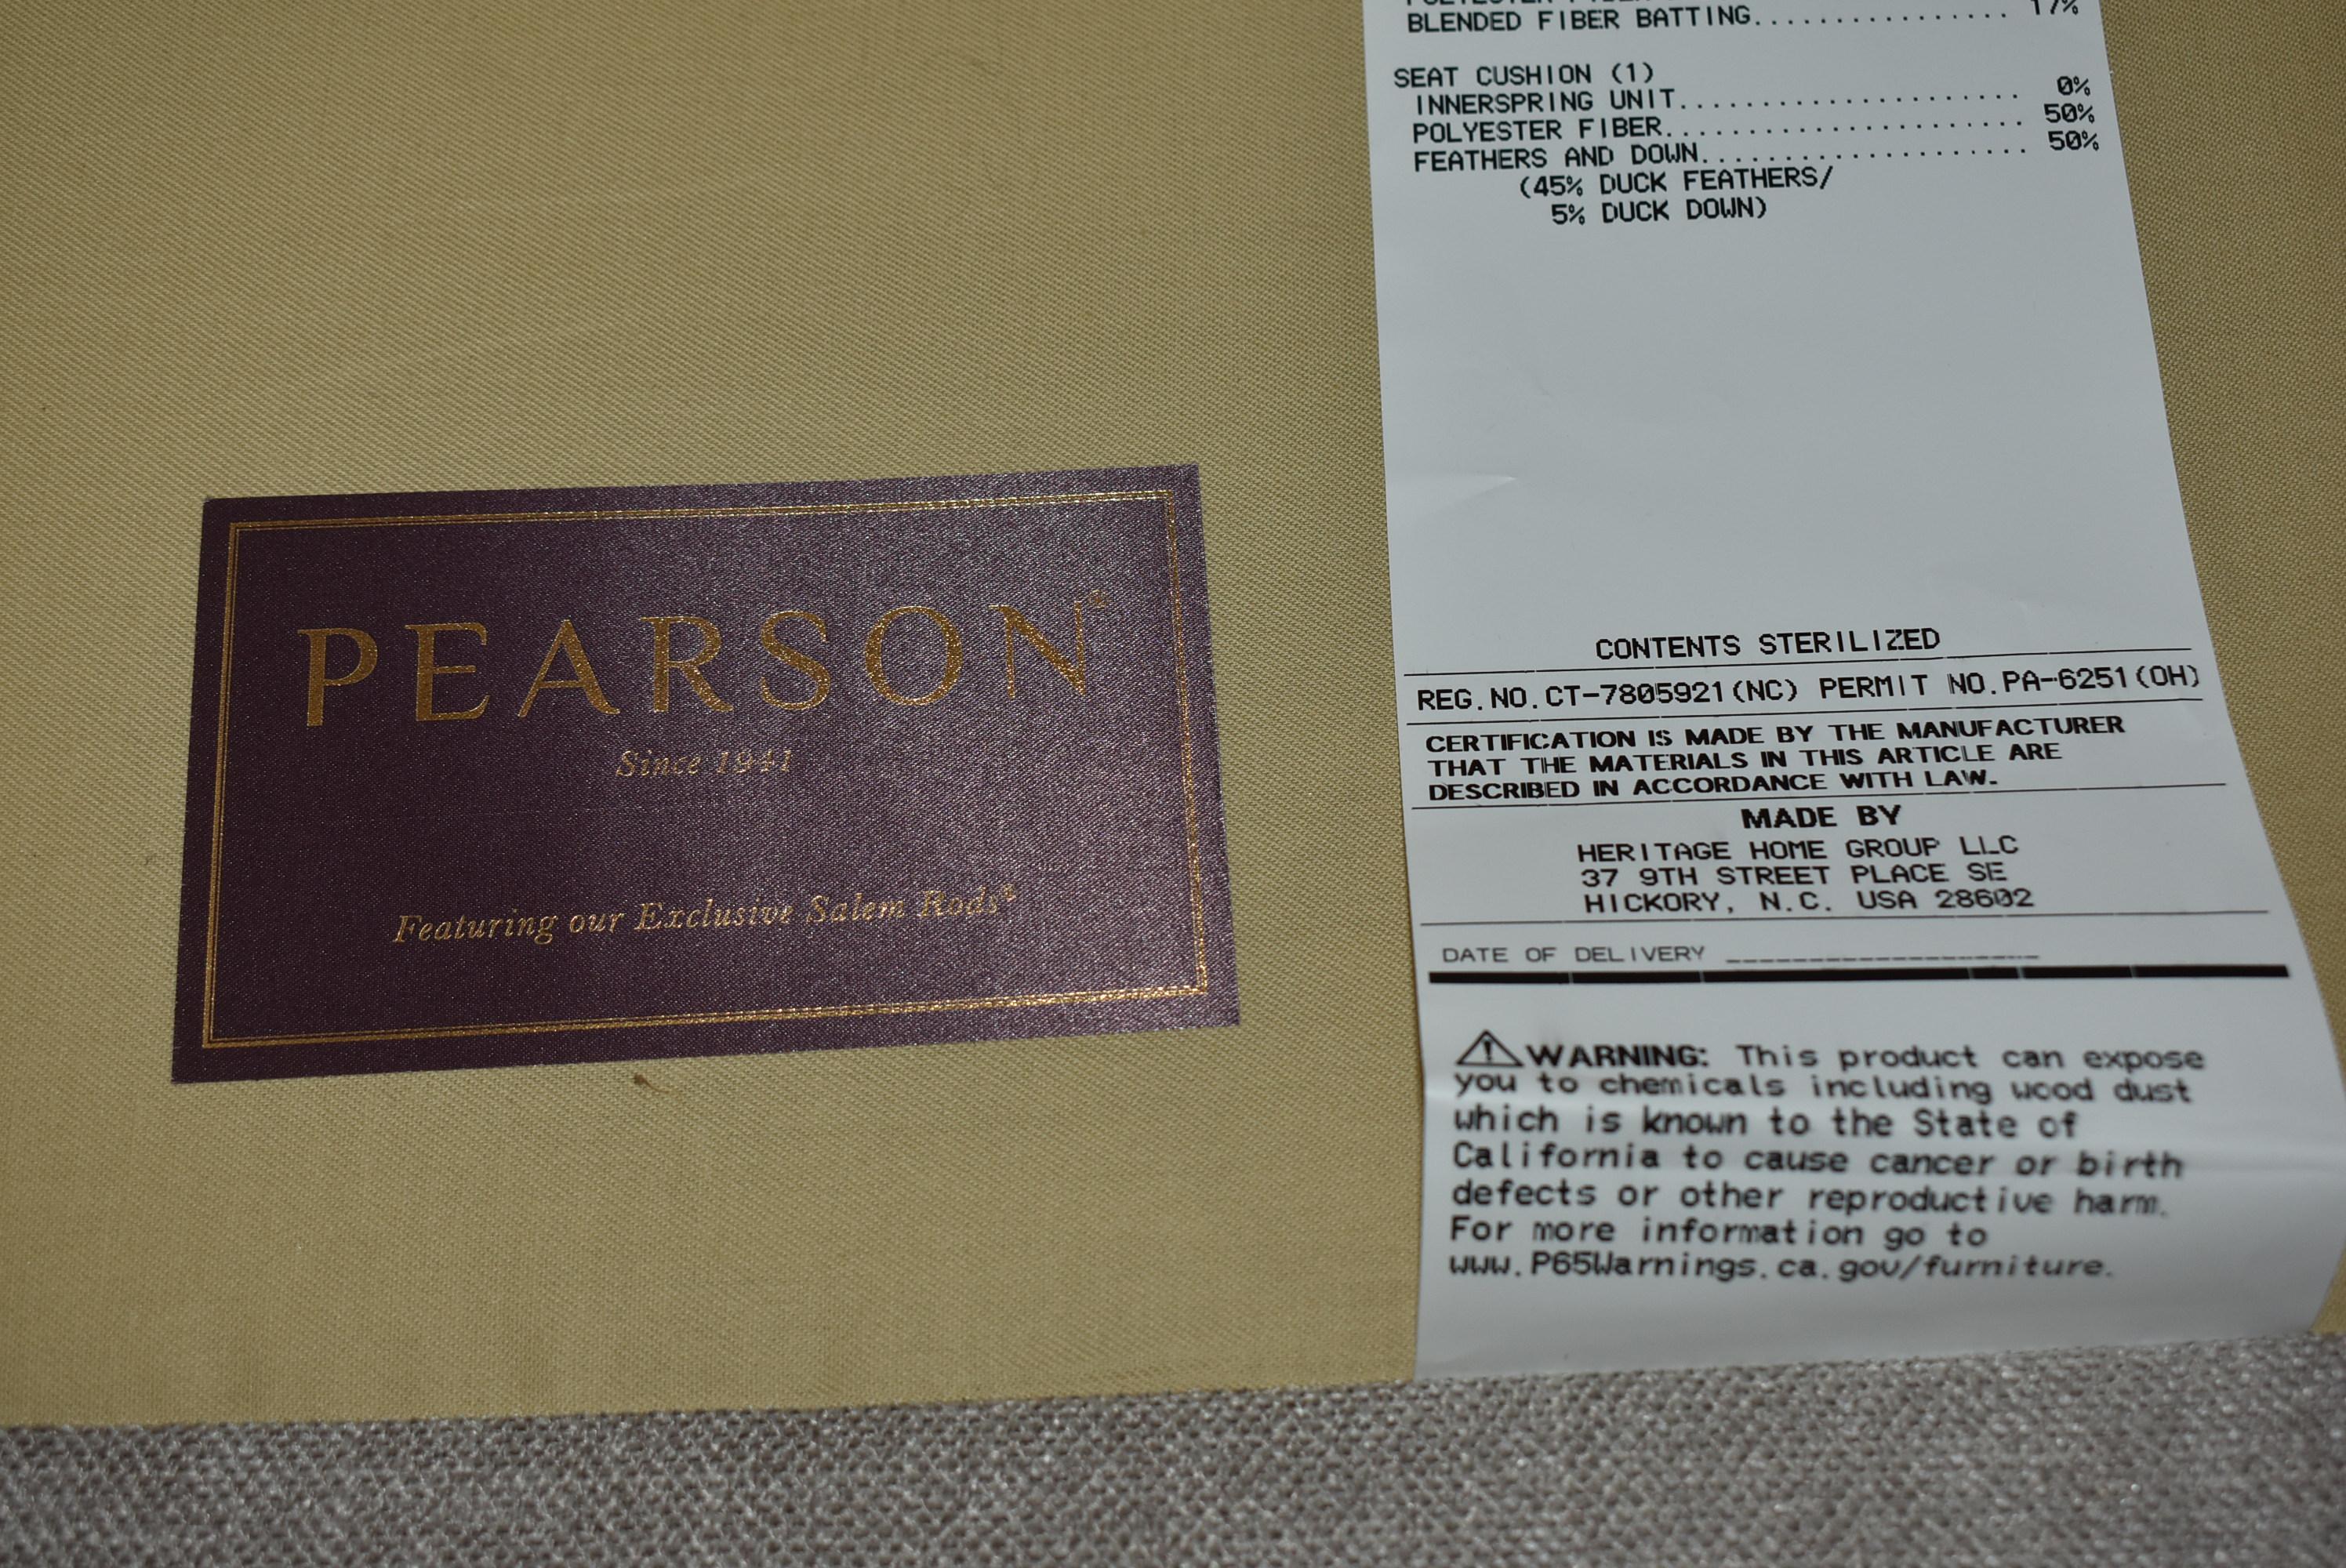 PEARSON®
Since 1941
Featuring our Exclusive Salem Rods®
BLENDED FIBER BATTING................ 17%
SEAT CUSHION (1)
INNERSPRING UNIT..................... 0%
POLYESTER FIBER...................... 50%
FEATHERS AND DOWN.................... 50%
(45% DUCK FEATHERS/
5% DUCK DOWN)
CONTENTS STERILIZED
REG.NO.CT-7805921(NC) PERMIT NO.PA-6251(OH)
CERTIFICATION IS MADE BY THE MANUFACTURER
THAT THE MATERIALS IN THIS ARTICLE ARE
DESCRIBED IN ACCORDANCE WITH LAW.
MADE BY
HERITAGE HOME GROUP LLC
37 9TH STREET PLACE SE
HICKORY, N.C. USA 28602
DATE OF DELIVERY ___________________
⚠WARNING: This product can expose
you to chemicals including wood dust
which is known to the State of
California to cause cancer or birth
defects or other reproductive harm.
For more information go to
www.P65Warnings.ca.gov/furniture.